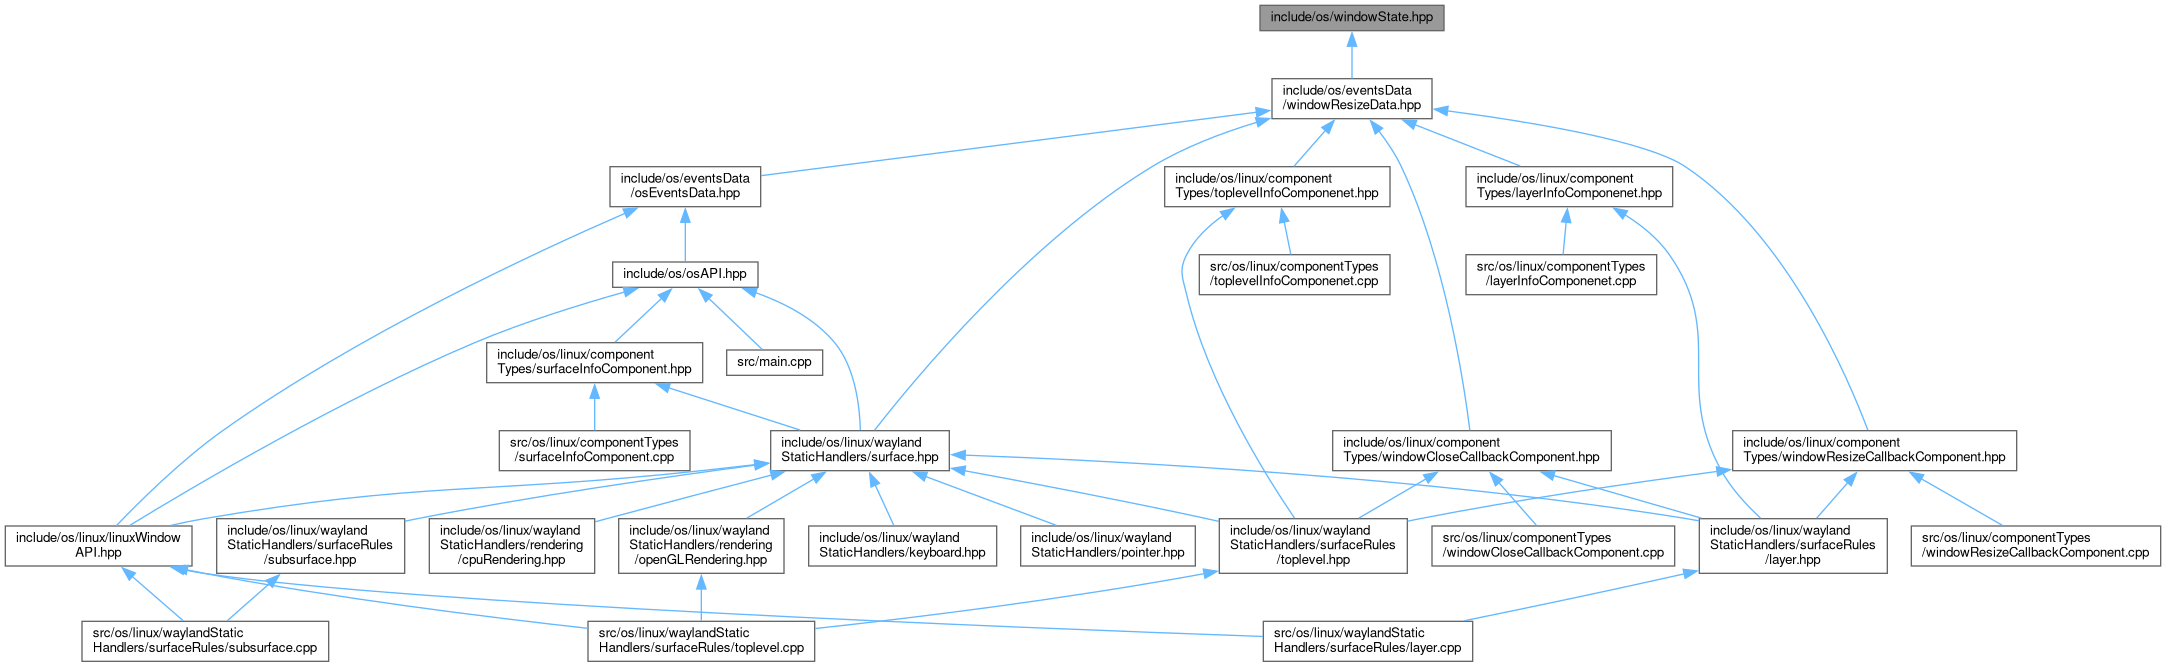 include/os/windowState.hpp
include/os/eventsData
/windowResizeData.hpp
include/os/eventsData
/osEventsData.hpp
include/os/linux/component
Types/toplevelInfoComponenet.hpp
include/os/linux/component
Types/layerInfoComponenet.hpp
include/os/osAPI.hpp
src/os/linux/componentTypes
/toplevelInfoComponenet.cpp
src/os/linux/componentTypes
/layerInfoComponenet.cpp
include/os/linux/component
Types/surfaceInfoComponent.hpp
src/main.cpp
src/os/linux/componentTypes
/surfaceInfoComponent.cpp
include/os/linux/wayland
StaticHandlers/surface.hpp
include/os/linux/component
Types/windowCloseCallbackComponent.hpp
include/os/linux/component
Types/windowResizeCallbackComponent.hpp
include/os/linux/linuxWindow
API.hpp
include/os/linux/wayland
StaticHandlers/surfaceRules
/subsurface.hpp
include/os/linux/wayland
StaticHandlers/rendering
/cpuRendering.hpp
include/os/linux/wayland
StaticHandlers/rendering
/openGLRendering.hpp
include/os/linux/wayland
StaticHandlers/keyboard.hpp
include/os/linux/wayland
StaticHandlers/pointer.hpp
include/os/linux/wayland
StaticHandlers/surfaceRules
/toplevel.hpp
src/os/linux/componentTypes
/windowCloseCallbackComponent.cpp
include/os/linux/wayland
StaticHandlers/surfaceRules
/layer.hpp
src/os/linux/componentTypes
/windowResizeCallbackComponent.cpp
src/os/linux/waylandStatic
Handlers/surfaceRules/subsurface.cpp
src/os/linux/waylandStatic
Handlers/surfaceRules/toplevel.cpp
src/os/linux/waylandStatic
Handlers/surfaceRules/layer.cpp